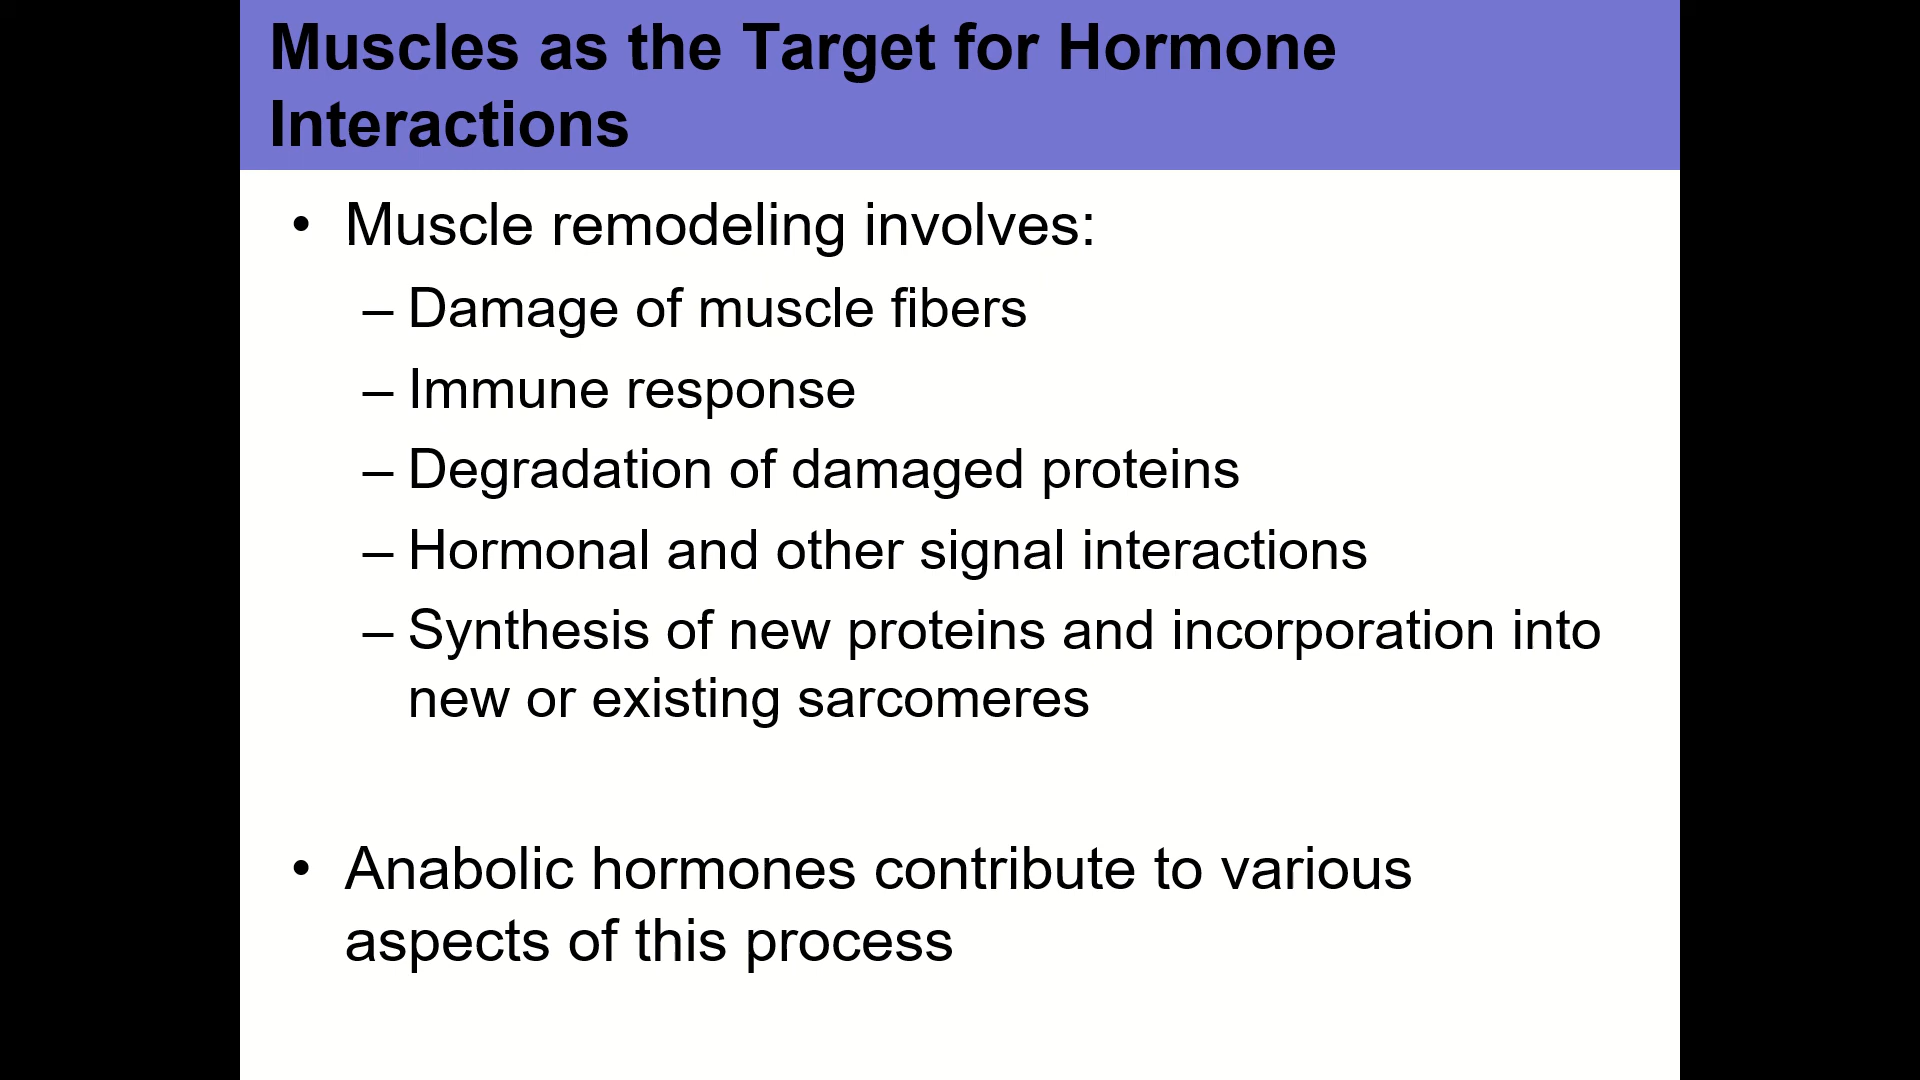 Muscles as the Target for Hormone
Interactions
• Muscle remodeling involves:
– Damage of muscle fibers
– Immune response
– Degradation of damaged proteins
– Hormonal and other signal interactions
– Synthesis of new proteins and incorporation into
new or existing sarcomeres
• Anabolic hormones contribute to various
aspects of this process